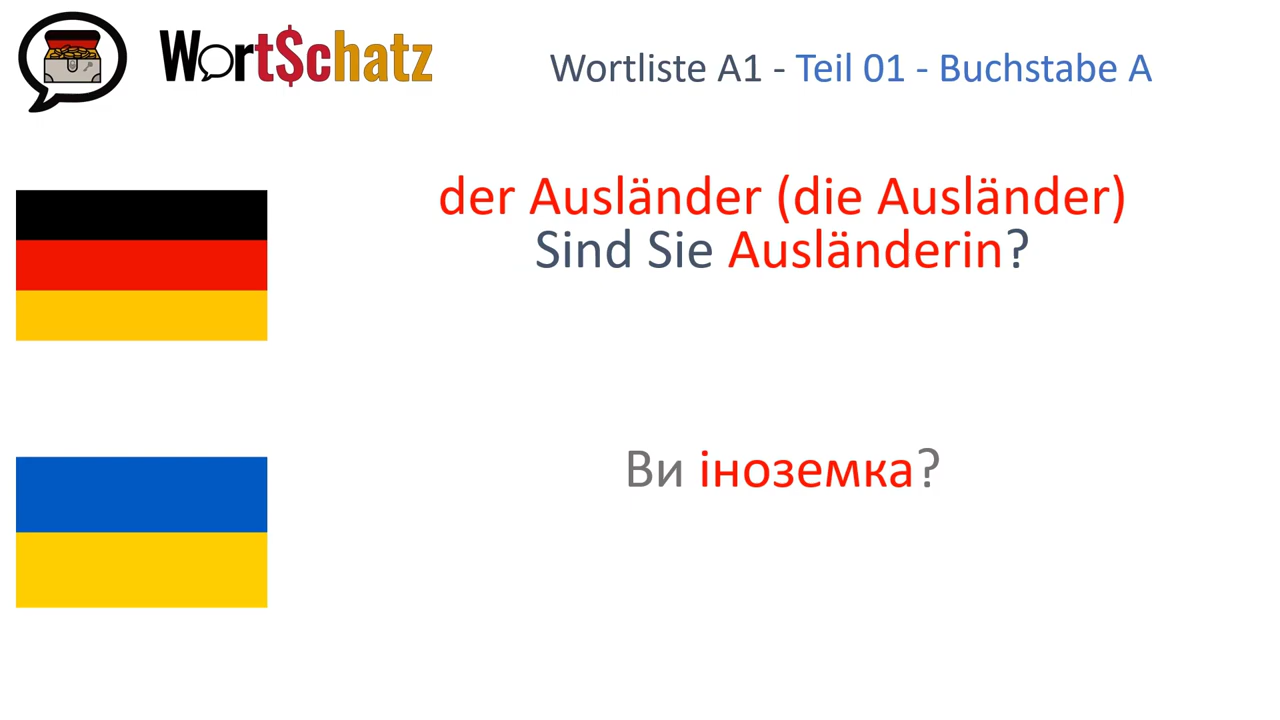 Wort$chatz
Wortliste A1 - Teil 01 - Buchstabe A
der Ausländer (die Ausländer)
Sind Sie Ausländerin?
Ви іноземка?